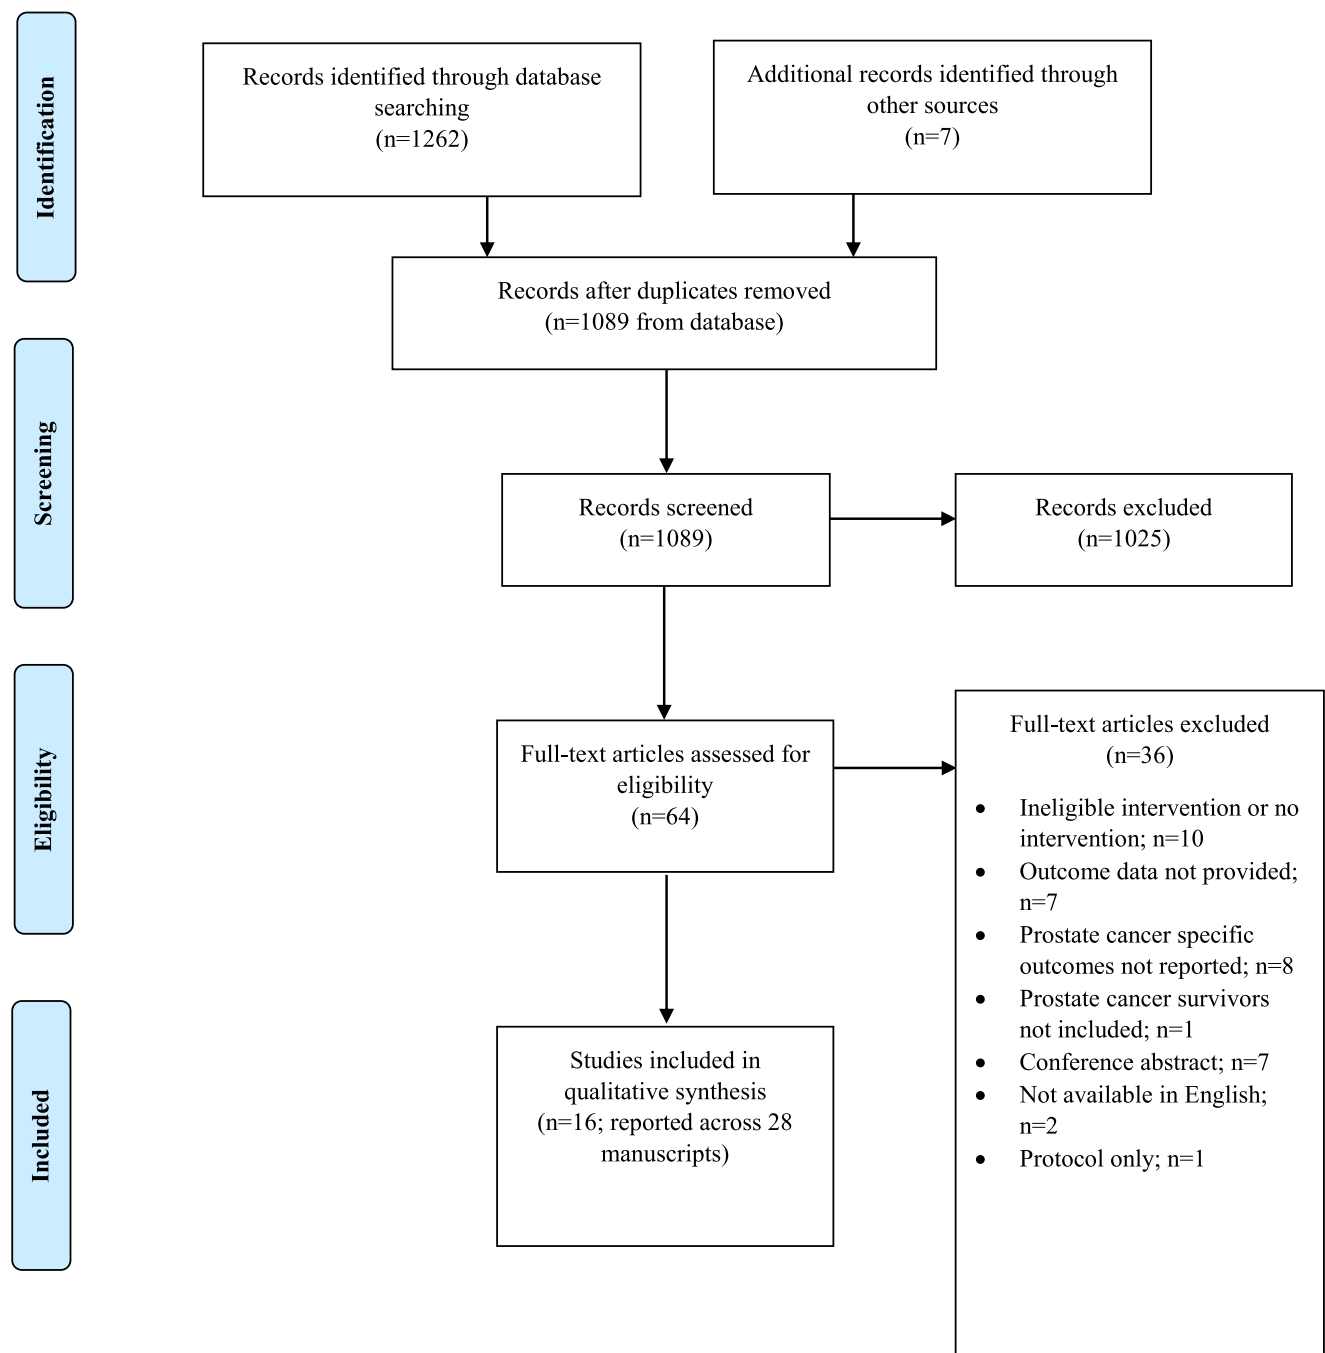 Identification
Records identified through database
searching
(n=1262)
Additional records identified through
other sources
(n=7)
Records after duplicates removed
(n=1089 from database)
Screening
Records screened
(n=1089)
Records excluded
(n=1025)
Eligibility
Full-text articles assessed for
eligibility
(n=64)
Full-text articles excluded
(n=36)
• Ineligible intervention or no
intervention; n=10
• Outcome data not provided;
n=7
• Prostate cancer specific
outcomes not reported; n=8
• Prostate cancer survivors
not included; n=1
• Conference abstract; n=7
• Not available in English;
n=2
• Protocol only; n=1
Included
Studies included in
qualitative synthesis
(n=16; reported across 28
manuscripts)